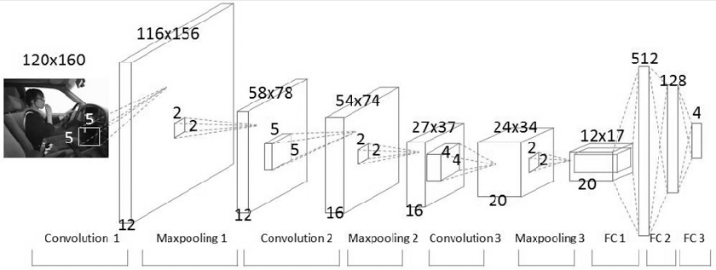 116x156
120x160
512
58x78
128
54x74
27x37
24x34
12x17
4
5
5
2
2
5
5
2
2
4
4
2
2
12
12
16
16
20
20
Convolution 1
Maxpooling 1
Convolution 2
Maxpooling 2
Convolution 3
Maxpooling 3
FC 1
FC 2
FC 3